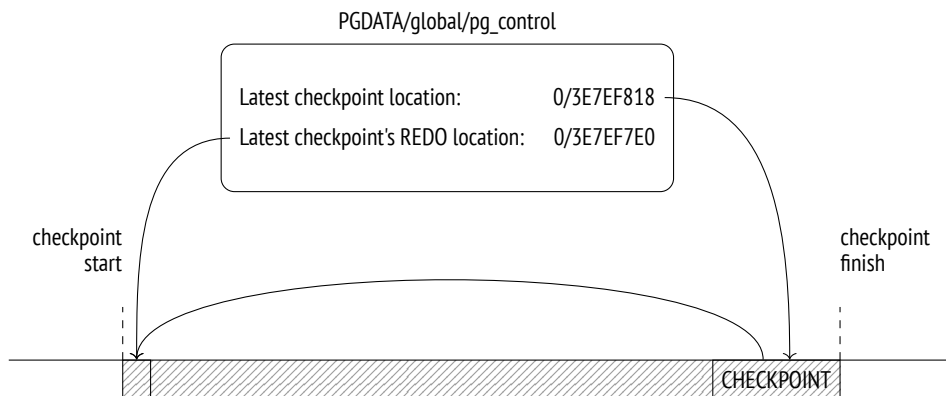 PGDATA/global/pg_control
Latest checkpoint location: 0/3E7EF818
Latest checkpoint's REDO location: 0/3E7EF7E0
checkpoint
start
checkpoint
finish
CHECKPOINT